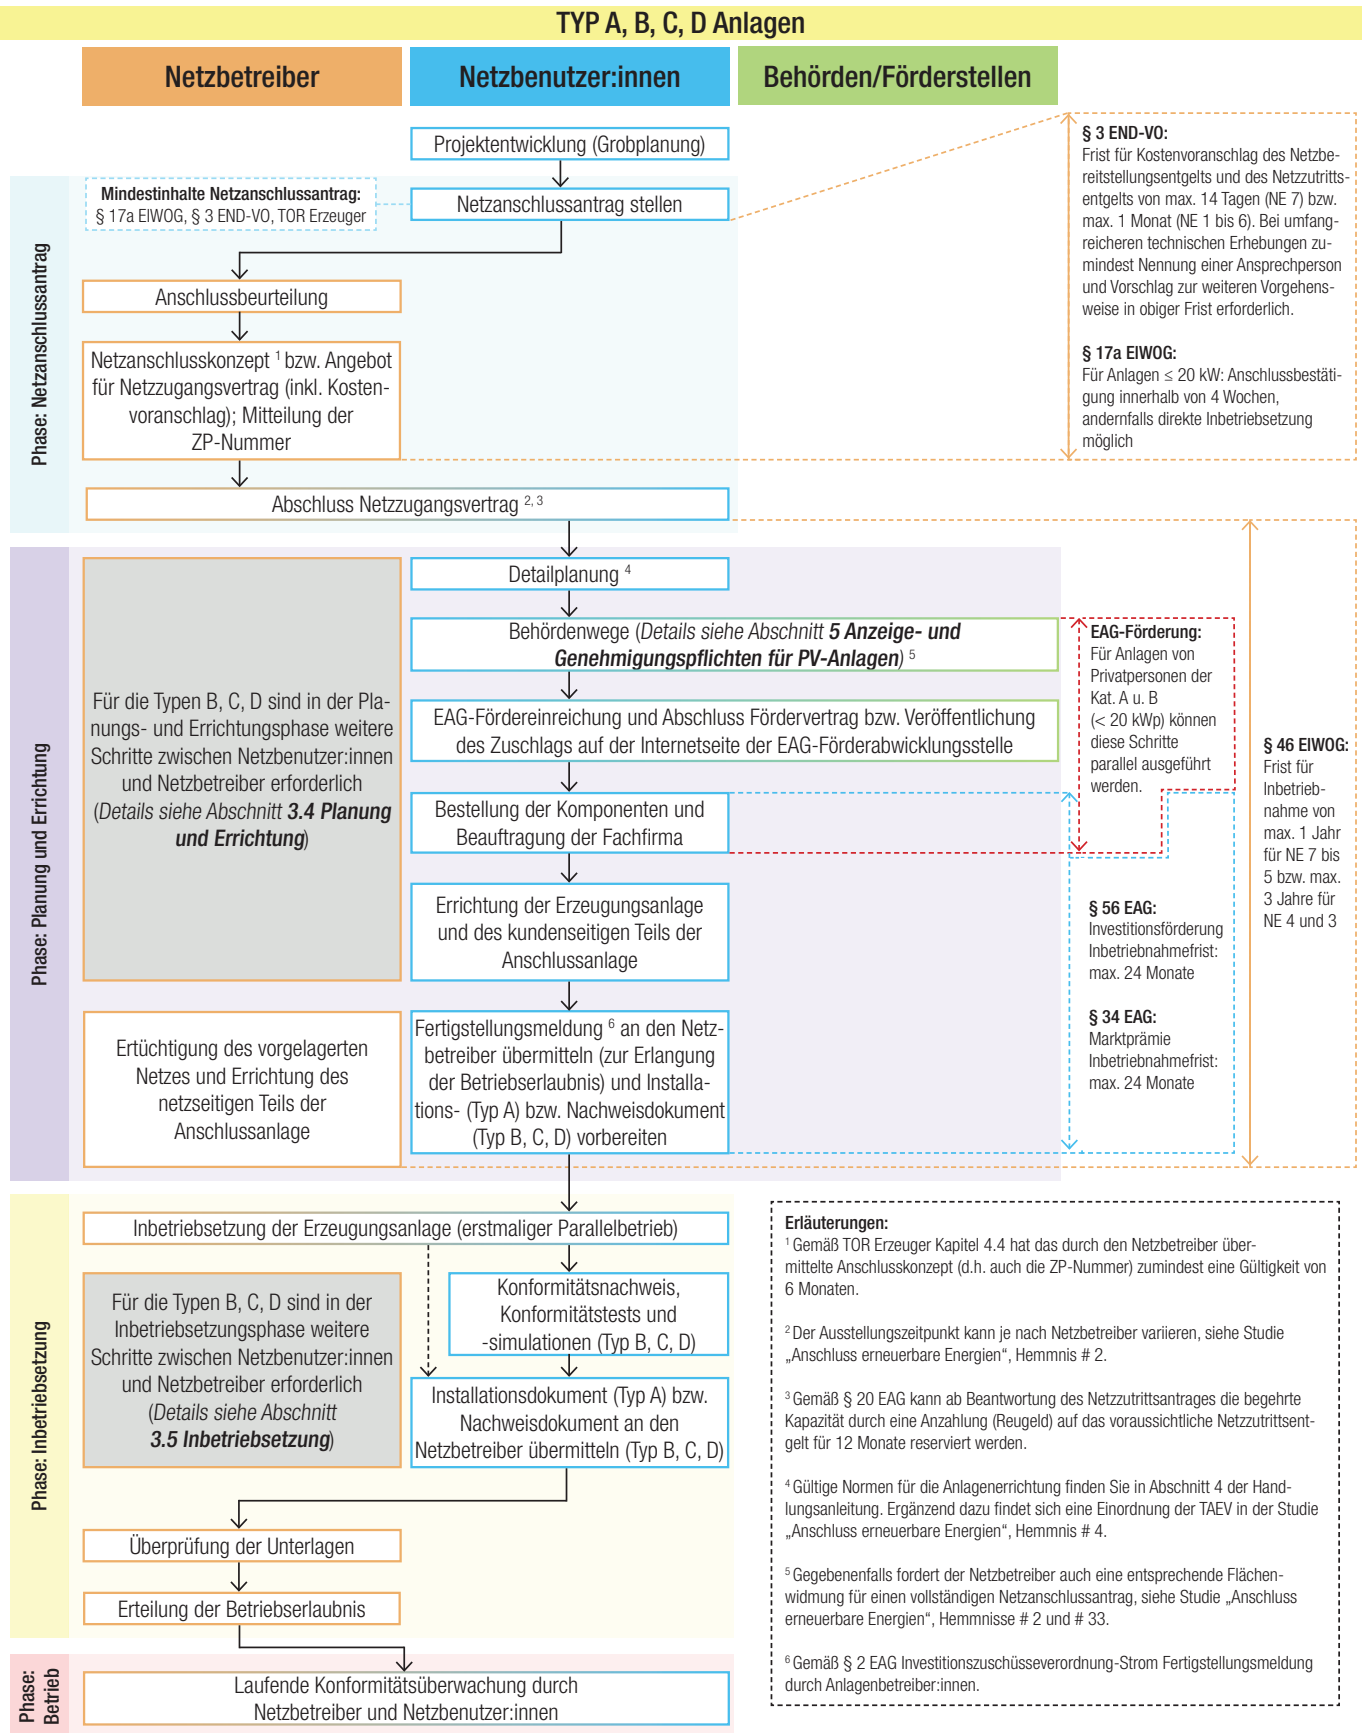 TYP A, B, C, D Anlagen
Netzbetreiber
Netzbenutzer:innen
Behörden/Förderstellen
Projektentwicklung (Grobplanung)
Phase: Netzanschlussantrag
Mindestinhalte Netzanschlussantrag:
§ 17a ElWOG, § 3 END-VO, TOR Erzeuger
Netzanschlussantrag stellen
Anschlussbeurteilung
Netzanschlusskonzept 1 bzw. Angebot
für Netzzugangsvertrag (inkl. Kosten-
voranschlag); Mitteilung der
ZP-Nummer
Abschluss Netzzugangsvertrag 2, 3
§ 3 END-VO:
Frist für Kostenvoranschlag des Netzbe-
reitstellungsentgelts und des Netzzutritts-
entgelts von max. 14 Tagen (NE 7) bzw.
max. 1 Monat (NE 1 bis 6). Bei umfang-
reicheren technischen Erhebungen zu-
mindest Nennung einer Ansprechperson
und Vorschlag zur weiteren Vorgehens-
weise in obiger Frist erforderlich.
§ 17a ElWOG:
Für Anlagen ≤ 20 kW: Anschlussbestäti-
gung innerhalb von 4 Wochen,
andernfalls direkte Inbetriebsetzung
möglich
Phase: Planung und Errichtung
Für die Typen B, C, D sind in der Pla-
nungs- und Errichtungsphase weitere
Schritte zwischen Netzbenutzer:innen
und Netzbetreiber erforderlich
(Details siehe Abschnitt 3.4 Planung
und Errichtung)
Detailplanung 4
Behördenwege (Details siehe Abschnitt 5 Anzeige- und
Genehmigungspflichten für PV-Anlagen) 5
EAG-Fördereinreichung und Abschluss Fördervertrag bzw. Veröffentlichung
des Zuschlags auf der Internetseite der EAG-Förderabwicklungsstelle
Bestellung der Komponenten und
Beauftragung der Fachfirma
Errichtung der Erzeugungsanlage
und des kundenseitigen Teils der
Anschlussanlage
Ertüchtigung des vorgelagerten
Netzes und Errichtung des
netzseitigen Teils der
Anschlussanlage
Fertigstellungsmeldung 6 an den Netz-
betreiber übermitteln (zur Erlangung
der Betriebserlaubnis) und Installa-
tions- (Typ A) bzw. Nachweisdokument
(Typ B, C, D) vorbereiten
EAG-Förderung:
Für Anlagen von
Privatpersonen der
Kat. A u. B
(< 20 kWp) können
diese Schritte
parallel ausgeführt
werden.
§ 56 EAG:
Investitionsförderung
Inbetriebnahmefrist:
max. 24 Monate
§ 34 EAG:
Marktprämie
Inbetriebnahmefrist:
max. 24 Monate
§ 46 ElWOG:
Frist für
Inbetrieb-
nahme von
max. 1 Jahr
für NE 7 bis
5 bzw. max.
3 Jahre für
NE 4 und 3
Phase: Inbetriebsetzung
Inbetriebsetzung der Erzeugungsanlage (erstmaliger Parallelbetrieb)
Für die Typen B, C, D sind in der
Inbetriebsetzungsphase weitere
Schritte zwischen Netzbenutzer:innen
und Netzbetreiber erforderlich
(Details siehe Abschnitt
3.5 Inbetriebsetzung)
Konformitätsnachweis,
Konformitätstests und
-simulationen (Typ B, C, D)
Installationsdokument (Typ A) bzw.
Nachweisdokument an den
Netzbetreiber übermitteln (Typ B, C, D)
Überprüfung der Unterlagen
Erteilung der Betriebserlaubnis
Phase:
Betrieb
Laufende Konformitätsüberwachung durch
Netzbetreiber und Netzbenutzer:innen
Erläuterungen:
1 Gemäß TOR Erzeuger Kapitel 4.4 hat das durch den Netzbetreiber über-
mittelte Anschlusskonzept (d.h. auch die ZP-Nummer) zumindest eine Gültigkeit von
6 Monaten.
2 Der Ausstellungszeitpunkt kann je nach Netzbetreiber variieren, siehe Studie
„Anschluss erneuerbare Energien“, Hemmnis # 2.
3 Gemäß § 20 EAG kann ab Beantwortung des Netzzutrittsantrages die begehrte
Kapazität durch eine Anzahlung (Reugeld) auf das voraussichtliche Netzzutrittsent-
gelt für 12 Monate reserviert werden.
4 Gültige Normen für die Anlagenerrichtung finden Sie in Abschnitt 4 der Hand-
lungsanleitung. Ergänzend dazu findet sich eine Einordnung der TAEV in der Studie
„Anschluss erneuerbare Energien“, Hemmnis # 4.
5 Gegebenenfalls fordert der Netzbetreiber auch eine entsprechende Flächen-
widmung für einen vollständigen Netzanschlussantrag, siehe Studie „Anschluss
erneuerbare Energien“, Hemmnisse # 2 und # 33.
6 Gemäß § 2 EAG Investitionszuschüsseverordnung-Strom Fertigstellungsmeldung
durch Anlagenbetreiber:innen.